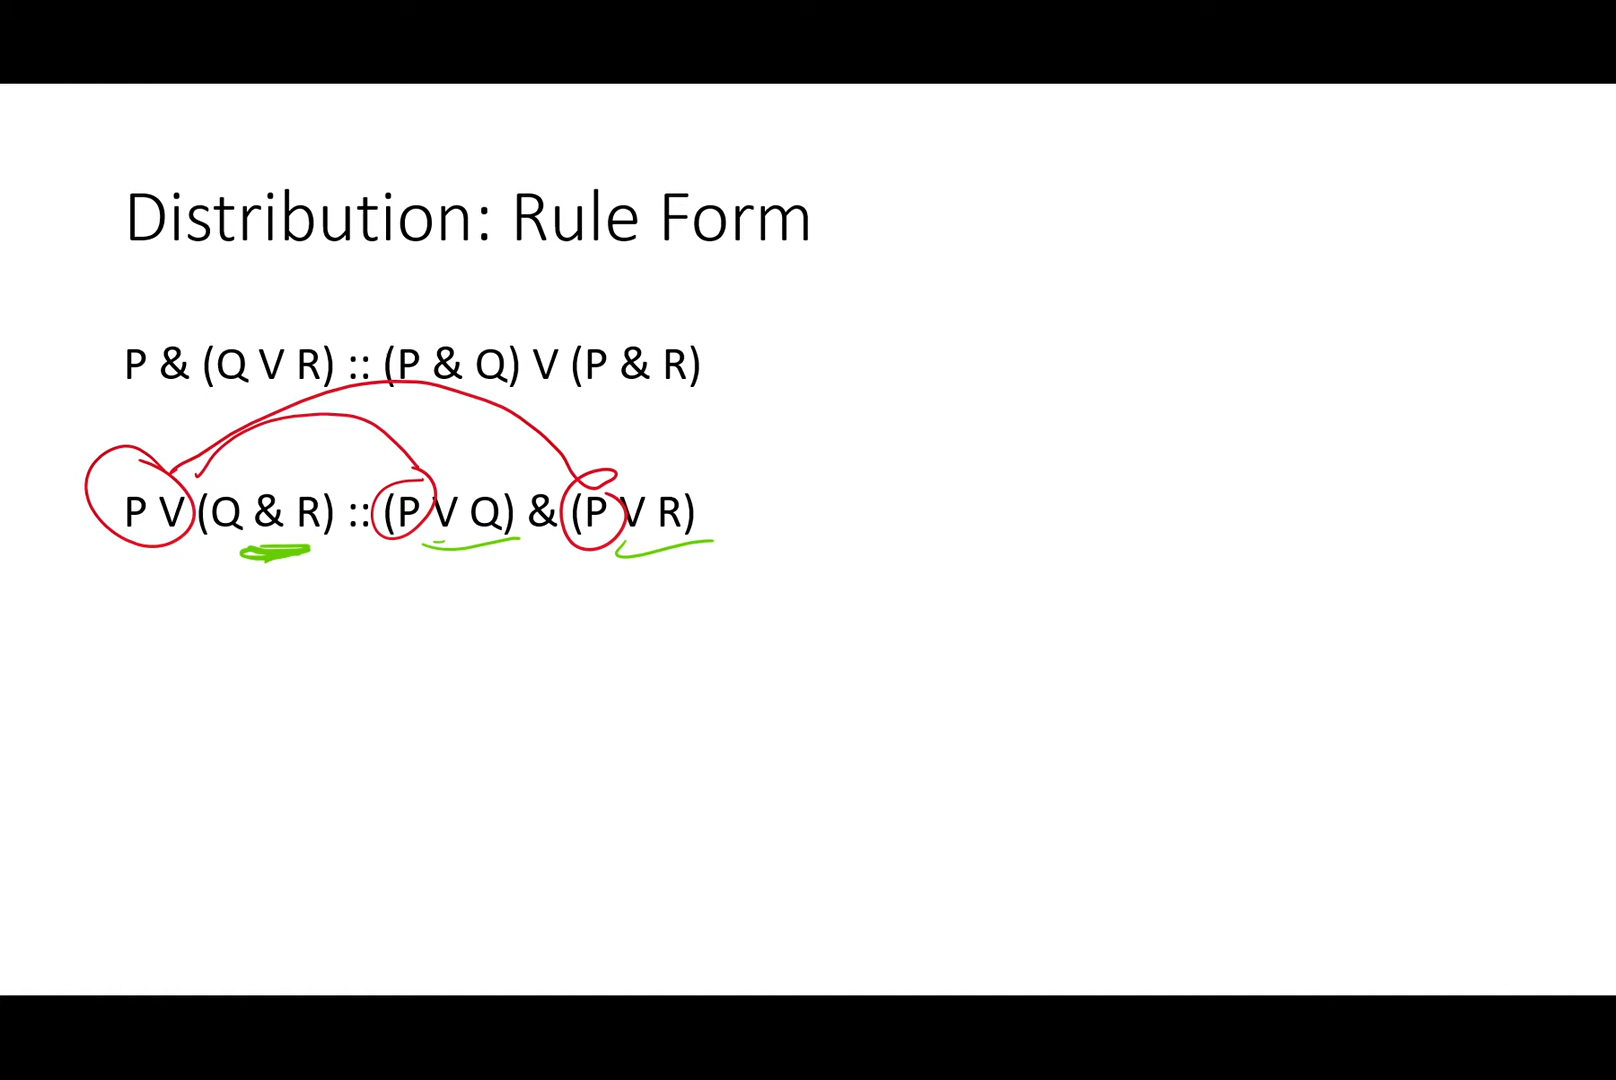 Distribution: Rule Form
P & (Q V R) :: (P & Q) V (P & R)
P V (Q & R) :: (P V Q) & (P V R)